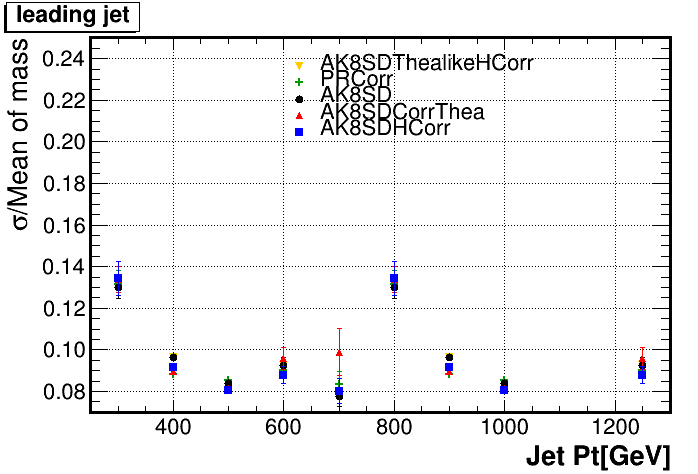 leading jet
σ/Mean of mass
0.24
0.22
0.20
0.18
0.16
0.14
0.12
0.10
0.08
AK8SDThealikeHCorr
PRCorr
AK8SD
AK8SDCorrThea
AK8SDHCorr
400 600 800 1000 1200
Jet Pt[GeV]